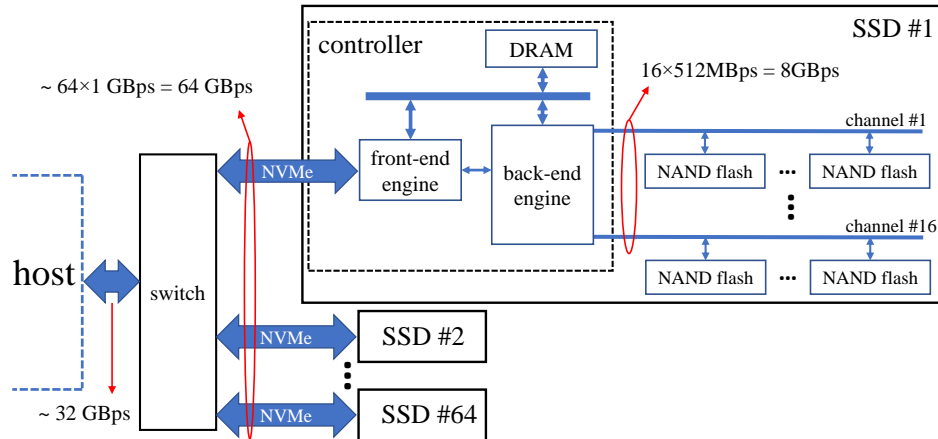 SSD #1
controller
DRAM
16×512MBps = 8GBps
~ 64×1 GBps = 64 GBps
channel #1
front-end
engine
back-end
engine
NVMe
NAND flash
•••
NAND flash
channel #16
host
switch
NAND flash
•••
NAND flash
NVMe
SSD #2
~ 32 GBps
NVMe
SSD #64